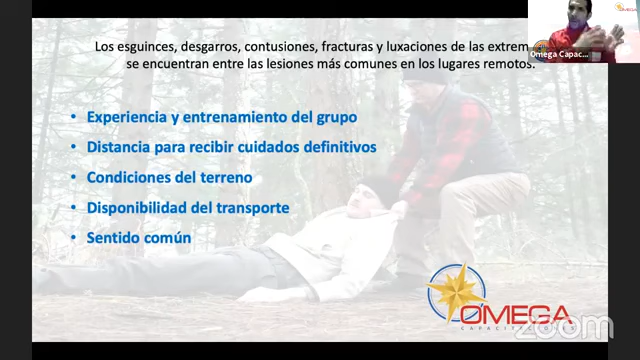 Los esguinces, desgarros, contusiones, fracturas y luxaciones de las extrem
se encuentran entre las lesiones más comunes en los lugares remotos.
OMEGA
Omega Capac...
• Experiencia y entrenamiento del grupo
• Distancia para recibir cuidados definitivos
• Condiciones del terreno
• Disponibilidad del transporte
• Sentido común
OMEGA
CAPACITACIONES
zoom